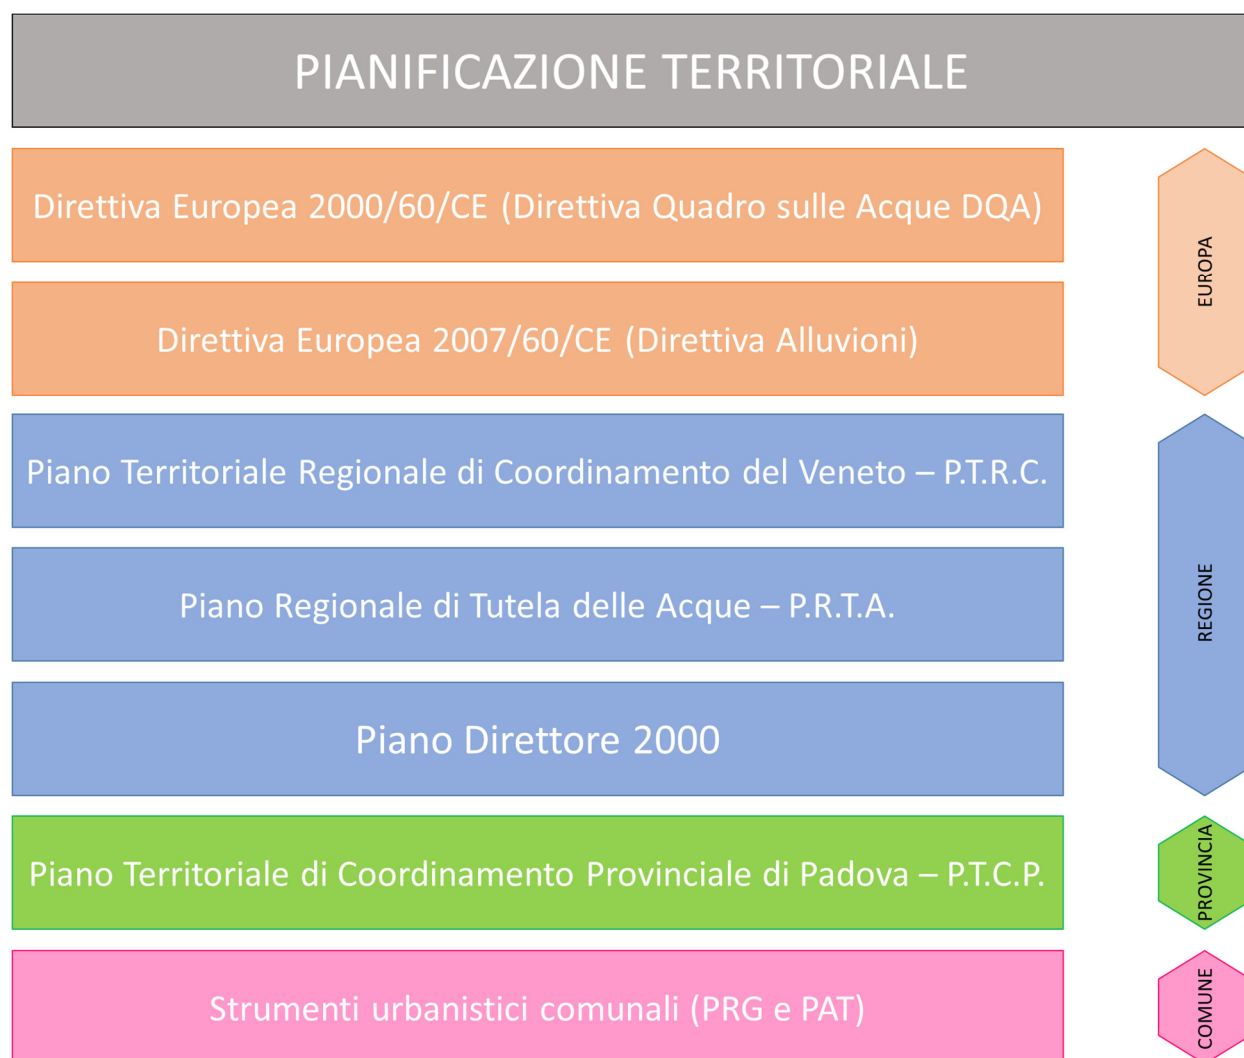 PIANIFICAZIONE TERRITORIALE
Direttiva Europea 2000/60/CE (Direttiva Quadro sulle Acque DQA)
Direttiva Europea 2007/60/CE (Direttiva Alluvioni)
EUROPA
Piano Territoriale Regionale di Coordinamento del Veneto – P.T.R.C.
Piano Regionale di Tutela delle Acque – P.R.T.A.
Piano Direttore 2000
REGIONE
Piano Territoriale di Coordinamento Provinciale di Padova – P.T.C.P.
PROVINCIA
Strumenti urbanistici comunali (PRG e PAT)
COMUNE